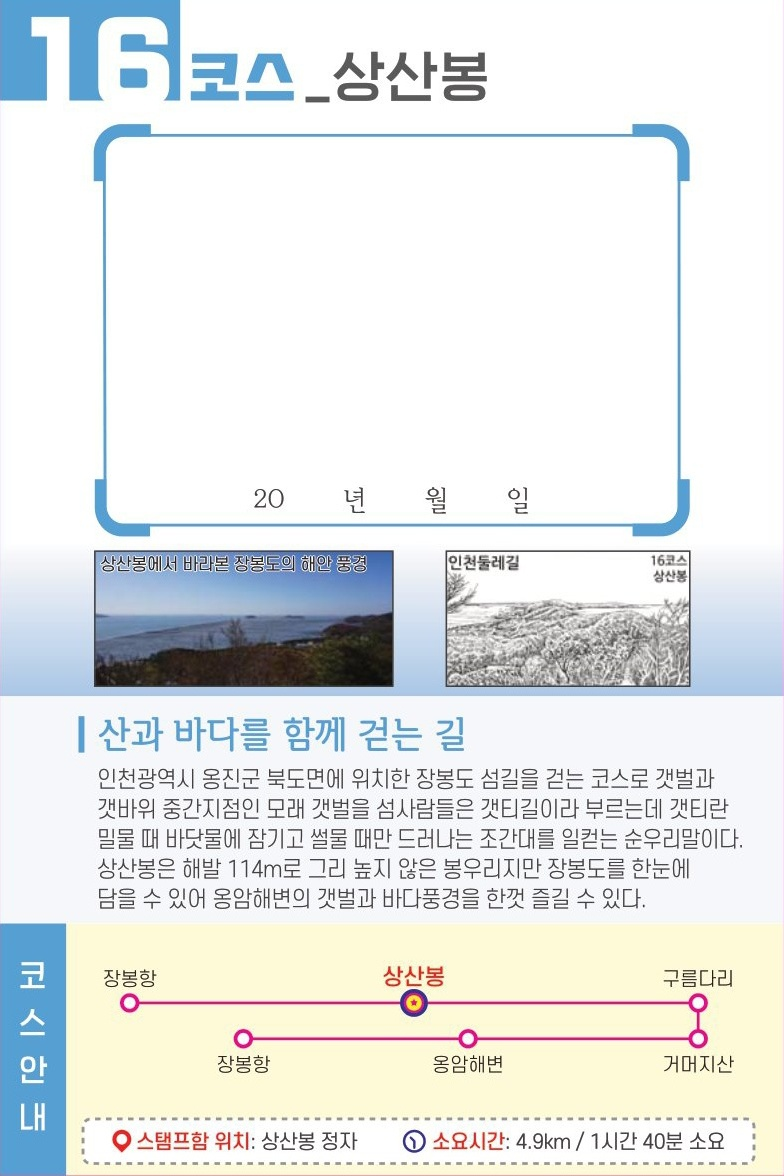 16코스_상산봉
20 년 월 일
상산봉에서 바라본 장봉도의 해안 풍경
인천둘레길
16코스
상산봉
산과 바다를 함께 걷는 길
인천광역시 옹진군 북도면에 위치한 장봉도 섬길을 걷는 코스로 갯벌과
갯바위 중간지점인 모래 갯벌을 섬사람들은 갯티길이라 부르는데 갯티란
밀물 때 바닷물에 잠기고 썰물 때만 드러나는 조간대를 일컫는 순우리말이다.
상산봉은 해발 114m로 그리 높지 않은 봉우리지만 장봉도를 한눈에
담을 수 있어 옹암해변의 갯벌과 바다풍경을 한껏 즐길 수 있다.
코스안내
장봉항 상산봉 구름다리
장봉항 옹암해변 거머지산
스탬프함 위치: 상산봉 정자
소요시간: 4.9km / 1시간 40분 소요